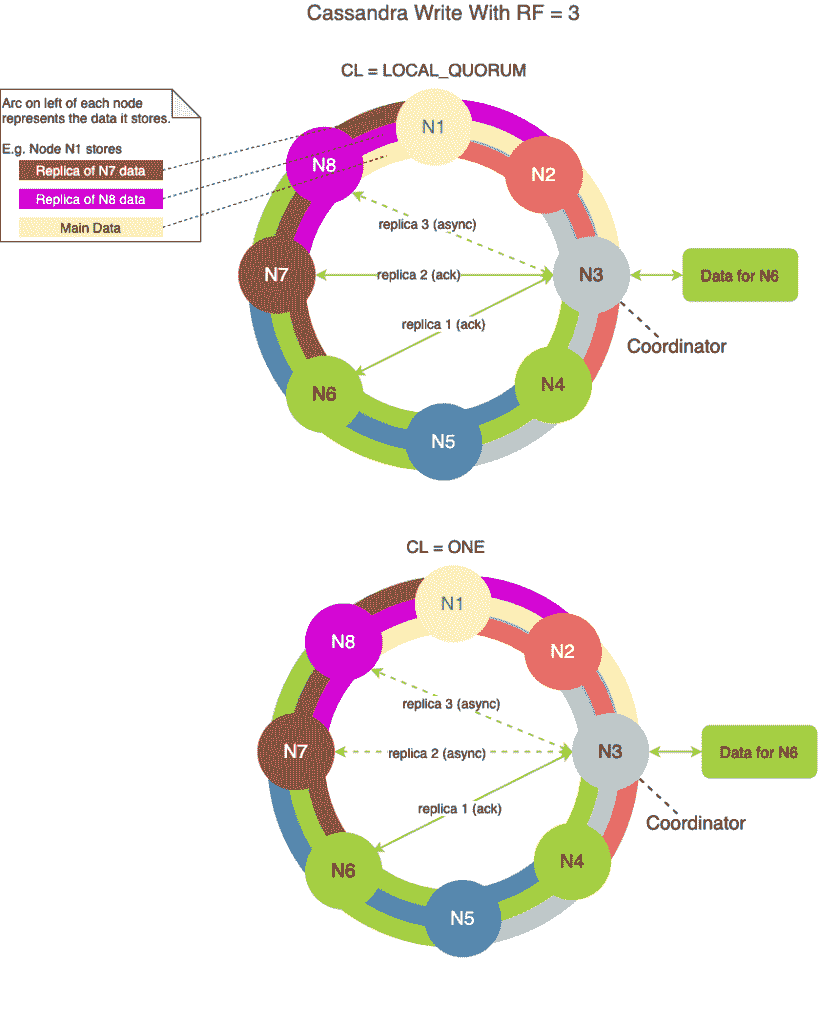 Cassandra Write With RF = 3
CL = LOCAL_QUORUM
Arc on left of each node
represents the data it stores.
E.g. Node N1 stores
Replica of N7 data
Replica of N8 data
Main Data
N1
N8
N2
replica 3 (async)
N7
replica 2 (ack)
N3
Data for N6
replica 1 (ack)
Coordinator
N6
N4
N5
CL = ONE
N1
N8
N2
replica 3 (async)
N7
replica 2 (async)
N3
Data for N6
replica 1 (ack)
Coordinator
N6
N4
N5